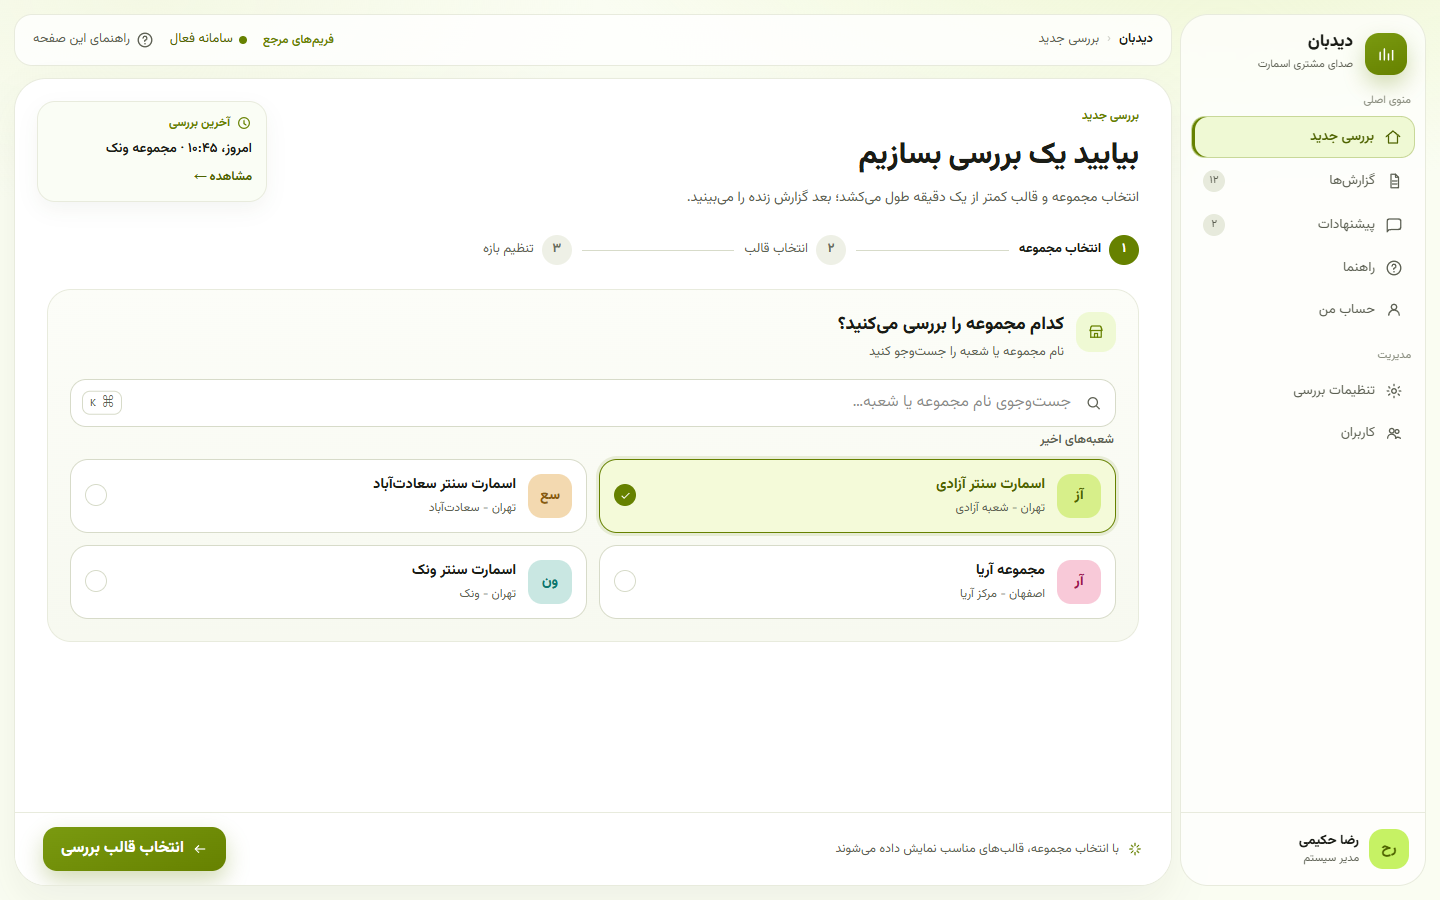 دیدبان
صدای مشتری اسمارت
منوی اصلی
بررسی جدید
گزارش‌ها ۱۲
پیشنهادات ۲
راهنما
حساب من
مدیریت
تنظیمات بررسی
کاربران
رح
رضا حکیمی
مدیر سیستم
دیدبان › بررسی جدید
فریم‌های مرجع
سامانه فعال
راهنمای این صفحه
بررسی جدید
بیایید یک بررسی بسازیم
انتخاب مجموعه و قالب کمتر از یک دقیقه طول می‌کشد؛ بعد گزارش زنده را می‌بینید.
آخرین بررسی
امروز، ۱۰:۴۵ · مجموعه ونک
مشاهده ←
۱ انتخاب مجموعه
۲ انتخاب قالب
۳ تنظیم بازه
کدام مجموعه را بررسی می‌کنید؟
نام مجموعه یا شعبه را جست‌وجو کنید
جست‌وجوی نام مجموعه یا شعبه...
⌘ K
شعبه‌های اخیر
آز
اسمارت سنتر آزادی
تهران - شعبه آزادی
سع
اسمارت سنتر سعادت‌آباد
تهران - سعادت‌آباد
آر
مجموعه آریا
اصفهان - مرکز آریا
ون
اسمارت سنتر ونک
تهران - ونک
با انتخاب مجموعه، قالب‌های مناسب نمایش داده می‌شوند
← انتخاب قالب بررسی